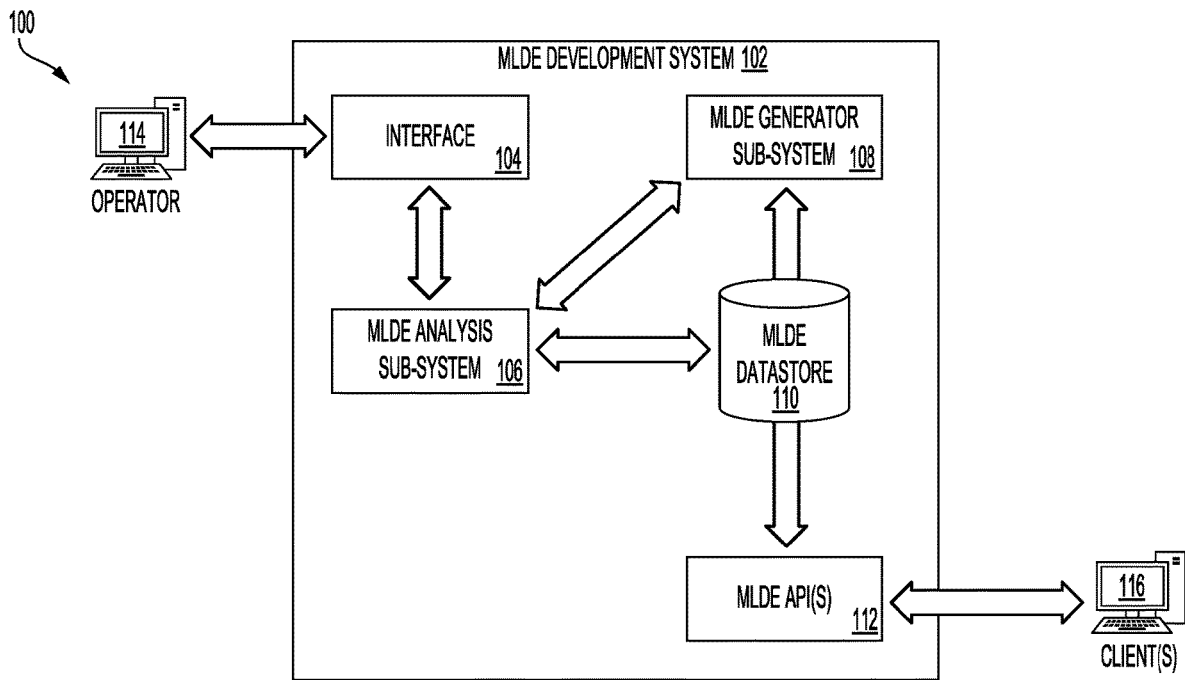 100
MLDE DEVELOPMENT SYSTEM 102
114
OPERATOR
INTERFACE
104
MLDE GENERATOR
SUB-SYSTEM 108
MLDE ANALYSIS
SUB-SYSTEM 106
MLDE
DATASTORE
110
MLDE API(S)
112
116
CLIENT(S)